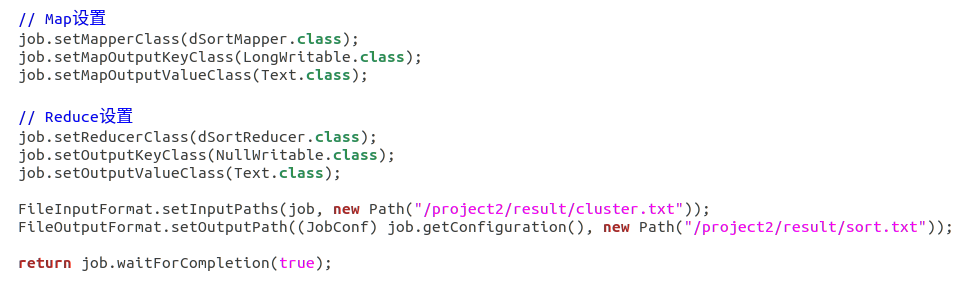 // Map设置
job.setMapperClass(dSortMapper.class);
job.setMapOutputKeyClass(LongWritable.class);
job.setMapOutputValueClass(Text.class);
// Reduce设置
job.setReducerClass(dSortReducer.class);
job.setOutputKeyClass(NullWritable.class);
job.setOutputValueClass(Text.class);
FileInputFormat.setInputPaths(job, new Path("/project2/result/cluster.txt"));
FileOutputFormat.setOutputPath((JobConf) job.getConfiguration(), new Path("/project2/result/sort.txt"));
return job.waitForCompletion(true);